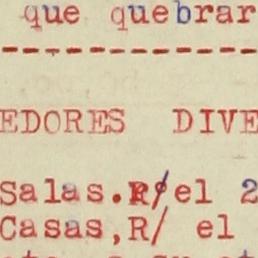 que quebrar
EDORES DIVE
Salas.R/el 2
Casas,R/ el